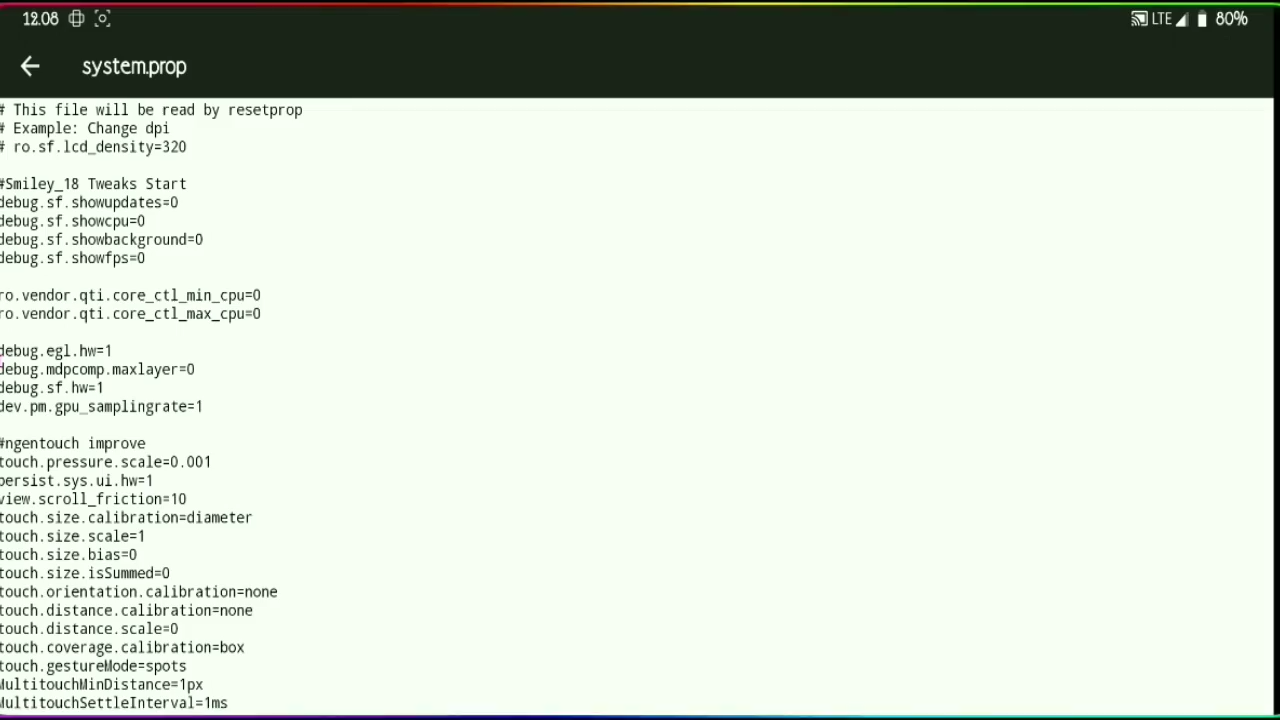 12.08
LTE 80%
system.prop
# This file will be read by resetprop
# Example: Change dpi
# ro.sf.lcd_density=320
#Smiley_18 Tweaks Start
debug.sf.showupdates=0
debug.sf.showcpu=0
debug.sf.showbackground=0
debug.sf.showfps=0
ro.vendor.qti.core_ctl_min_cpu=0
ro.vendor.qti.core_ctl_max_cpu=0
debug.egl.hw=1
debug.mdpcomp.maxlayer=0
debug.sf.hw=1
dev.pm.gpu_samplingrate=1
#ngentouch improve
touch.pressure.scale=0.001
persist.sys.ui.hw=1
view.scroll_friction=10
touch.size.calibration=diameter
touch.size.scale=1
touch.size.bias=0
touch.size.isSummed=0
touch.orientation.calibration=none
touch.distance.calibration=none
touch.distance.scale=0
touch.coverage.calibration=box
touch.gestureMode=spots
MultitouchMinDistance=1px
MultitouchSettleInterval=1ms